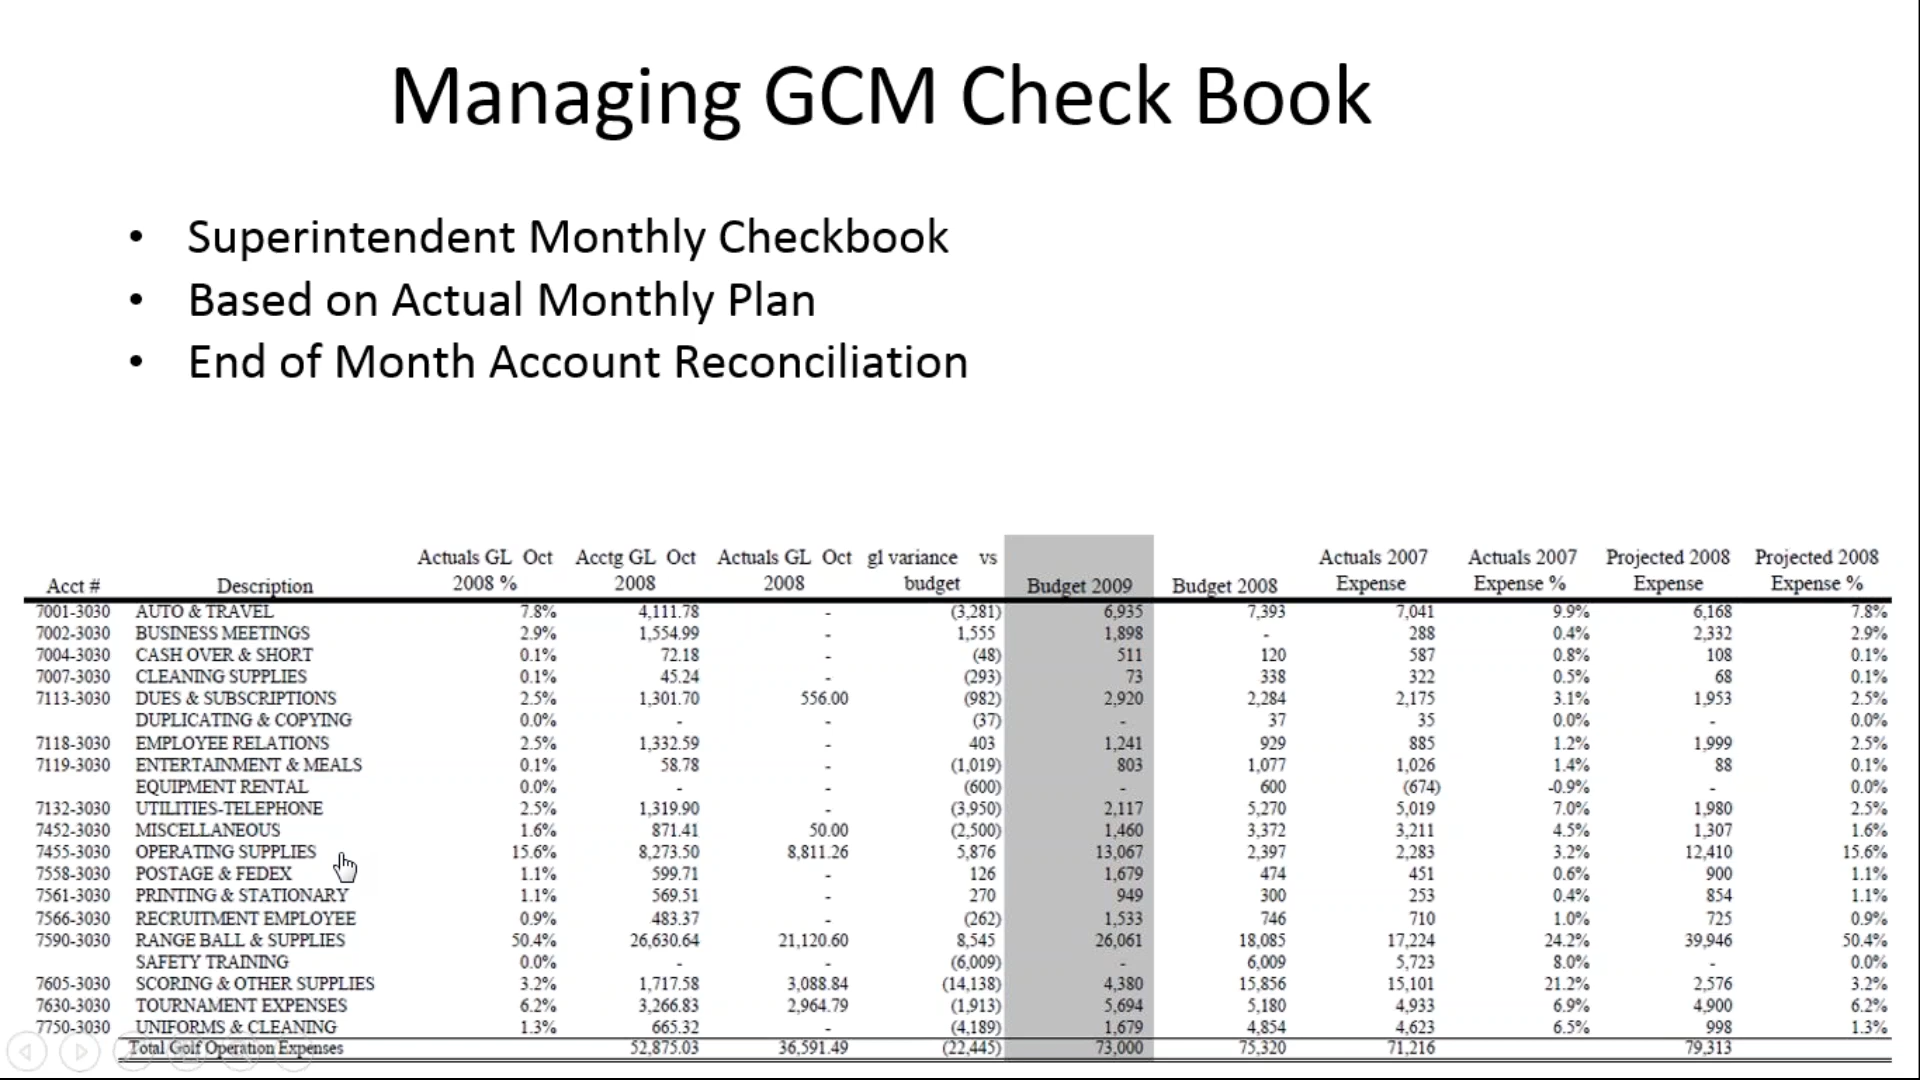 Managing GCM Check Book
• Superintendent Monthly Checkbook
• Based on Actual Monthly Plan
• End of Month Account Reconciliation
Actuals GL Oct Acctg GL Oct Actuals GL Oct gl variance vs Actuals 2007 Actuals 2007 Projected 2008 Projected 2008
Acct # Description 2008 % 2008 2008 budget Budget 2009 Budget 2008 Expense Expense % Expense Expense %
7001-3030 AUTO & TRAVEL 7.8% 4,111.78 - (3,281) 6,935 7,393 7,041 9.9% 6,168 7.8%
7002-3030 BUSINESS MEETINGS 2.9% 1,554.99 - 1,555 1,898 - 288 0.4% 2,332 2.9%
7004-3030 CASH OVER & SHORT 0.1% 72.18 - (48) 511 120 587 0.8% 108 0.1%
7007-3030 CLEANING SUPPLIES 0.1% 45.24 - (293) 73 338 322 0.5% 68 0.1%
7113-3030 DUES & SUBSCRIPTIONS 2.5% 1,301.70 556.00 (982) 2,920 2,284 2,175 3.1% 1,953 2.5%
DUPLICATING & COPYING 0.0% - - (37) - 37 35 0.0% - 0.0%
7118-3030 EMPLOYEE RELATIONS 2.5% 1,332.59 - 403 1,241 929 885 1.2% 1,999 2.5%
7119-3030 ENTERTAINMENT & MEALS 0.1% 58.78 - (1,019) 803 1,077 1,026 1.4% 88 0.1%
EQUIPMENT RENTAL 0.0% - - (600) - 600 (674) -0.9% - 0.0%
7132-3030 UTILITIES-TELEPHONE 2.5% 1,319.90 - (3,950) 2,117 5,270 5,019 7.0% 1,980 2.5%
7452-3030 MISCELLANEOUS 1.6% 871.41 50.00 (2,500) 1,460 3,372 3,211 4.5% 1,307 1.6%
7455-3030 OPERATING SUPPLIES 15.6% 8,273.50 8,811.26 5,876 13,067 2,397 2,283 3.2% 12,410 15.6%
7558-3030 POSTAGE & FEDEX 1.1% 599.71 - 126 1,679 474 451 0.6% 900 1.1%
7561-3030 PRINTING & STATIONARY 1.1% 569.51 - 270 949 300 253 0.4% 854 1.1%
7566-3030 RECRUITMENT EMPLOYEE 0.9% 483.37 - (262) 1,533 746 710 1.0% 725 0.9%
7590-3030 RANGE BALL & SUPPLIES 50.4% 26,630.64 21,120.60 8,545 26,061 18,085 17,224 24.2% 39,946 50.4%
SAFETY TRAINING 0.0% - - (6,009) - 6,009 5,723 8.0% - 0.0%
7605-3030 SCORING & OTHER SUPPLIES 3.2% 1,717.58 3,088.84 (14,138) 4,380 15,856 15,101 21.2% 2,576 3.2%
7630-3030 TOURNAMENT EXPENSES 6.2% 3,266.83 2,964.79 (1,913) 5,694 5,180 4,933 6.9% 4,900 6.2%
7750-3030 UNIFORMS & CLEANING 1.3% 665.32 - (4,189) 1,679 4,854 4,623 6.5% 998 1.3%
Total Golf Operation Expenses 52,875.03 36,591.49 (22,445) 73,000 75,320 71,216 79,313